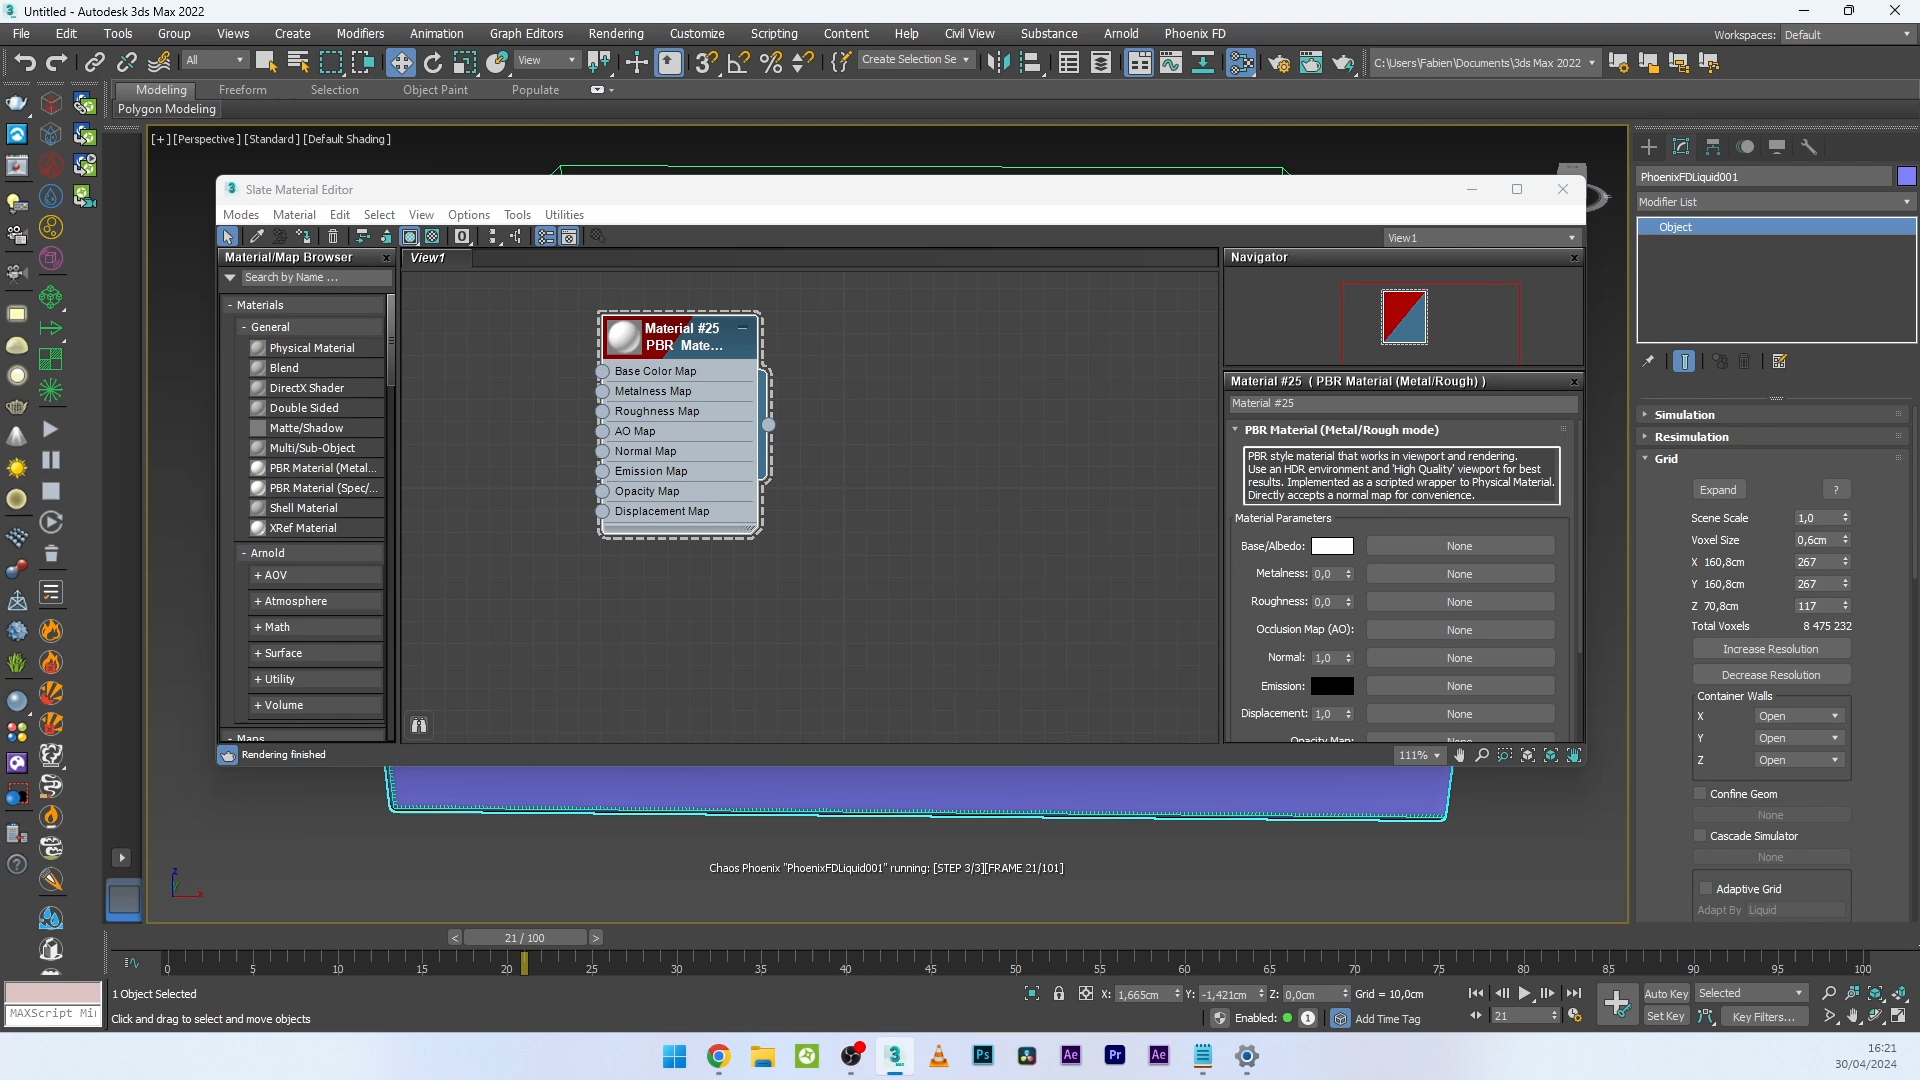 Untitled - Autodesk 3ds Max 2022
File Edit Tools Group Views Create Modifiers Animation Graph Editors Rendering Customize Scripting Content Help Civil View Substance Arnold Phoenix FD
Workspaces: Default
All
View
Create Selection Se
C:\Users\Fabien\Documents\3ds Max 2022
Modeling Freeform Selection Object Paint Populate
Polygon Modeling
[+] [Perspective] [Standard] [Default Shading]
Slate Material Editor
Modes Material Edit Select View Options Tools Utilities
View1
Material/Map Browser
Search by Name ...
- Materials
- General
Physical Material
Blend
DirectX Shader
Double Sided
Matte/Shadow
Multi/Sub-Object
PBR Material (Metal...
PBR Material (Spec/...
Shell Material
XRef Material
- Arnold
+ AOV
+ Atmosphere
+ Math
+ Surface
+ Utility
+ Volume
- Maps
Rendering finished
View1
Material #25
PBR Mate...
Base Color Map
Metalness Map
Roughness Map
AO Map
Normal Map
Emission Map
Opacity Map
Displacement Map
Navigator
Material #25 ( PBR Material (Metal/Rough) )
Material #25
PBR Material (Metal/Rough mode)
PBR style material that works in viewport and rendering.
Use an HDR environment and 'High Quality' viewport for best
results. Implemented as a scripted wrapper to Physical Material.
Directly accepts a normal map for convenience.
Material Parameters
Base/Albedo: None
Metalness: 0,0 None
Roughness: 0,0 None
Occlusion Map (AO): None
Normal: 1,0 None
Emission: None
Displacement: 1,0 None
Opacity Map: None
111%
PhoenixFDLiquid001
Modifier List
Object
Simulation
Resimulation
Grid
Expand ?
Scene Scale 1,0
Voxel Size 0,6cm
X 160,8cm 267
Y 160,8cm 267
Z 70,8cm 117
Total Voxels 8 475 232
Increase Resolution
Decrease Resolution
Container Walls
X Open
Y Open
Z Open
Confine Geom
None
Cascade Simulator
None
Adaptive Grid
Adapt By Liquid
Chaos Phoenix "PhoenixFDLiquid001" running: [STEP 3/3][FRAME 21/101]
z
x
< 21 / 100 >
0 5 10 15 20 25 30 35 40 45 50 55 60 65 70 75 80 85 90 95 100
1 Object Selected
X: 1,665cm Y: -1,421cm Z: 0,0cm Grid = 10,0cm
Auto Key Selected
MAXScript Mi
Click and drag to select and move objects
Enabled: 1 Add Time Tag
21
Set Key Key Filters...
Ps Ae Pr Ae
16:21
30/04/2024